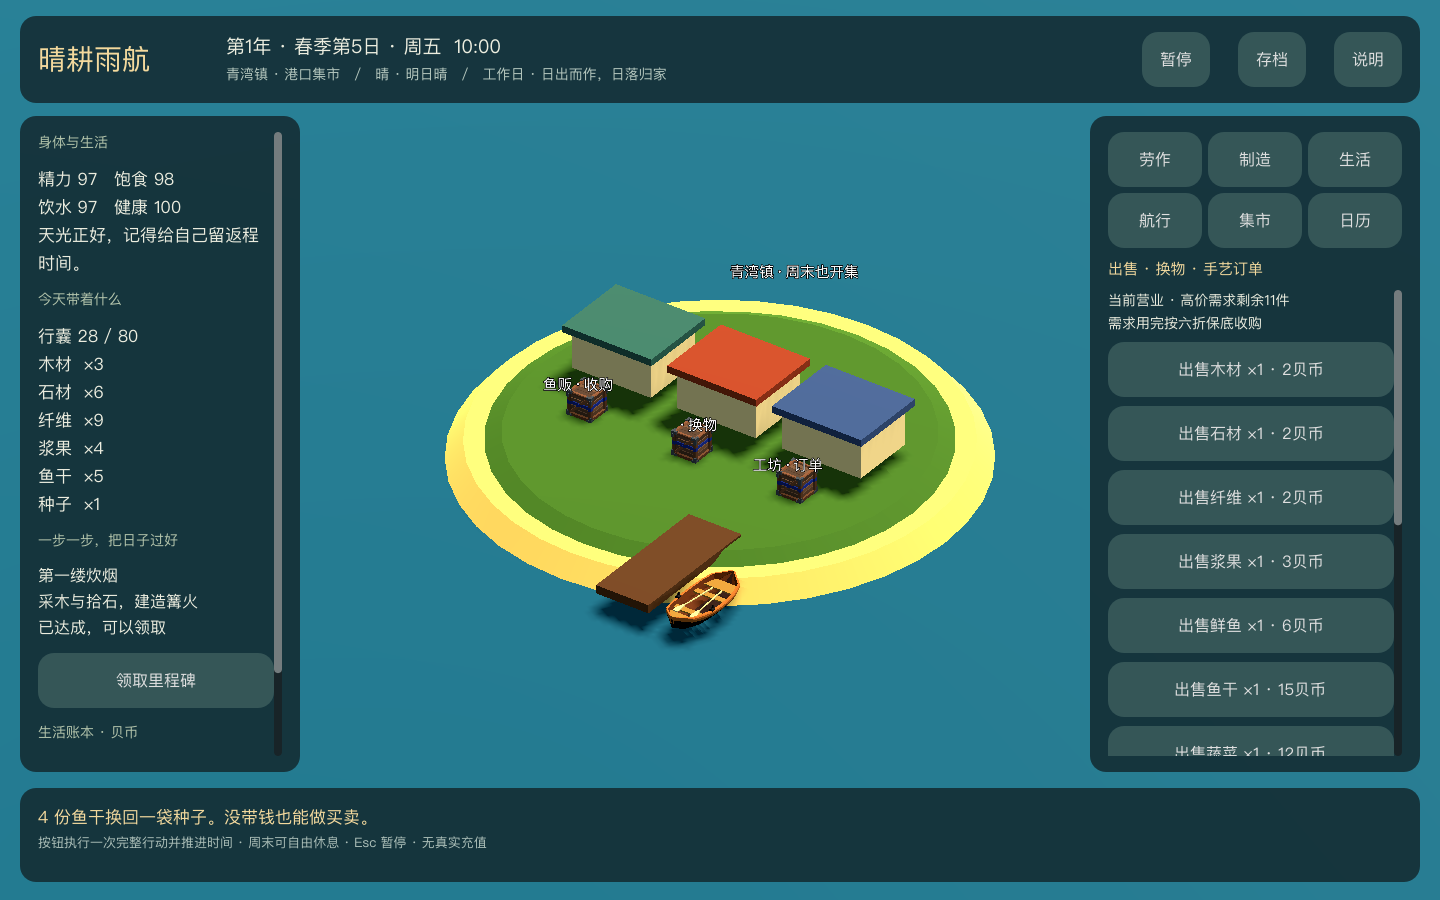 晴耕雨航
第1年 · 春季第5日 · 周五 10:00
青湾镇 · 港口集市 / 晴 · 明日晴 / 工作日 · 日出而作，日落归家
暂停
存档
说明
身体与生活
精力 97 饱食 98
饮水 97 健康 100
天光正好，记得给自己留返程
时间。
今天带着什么
行囊 28 / 80
木材 ×3
石材 ×6
纤维 ×9
浆果 ×4
鱼干 ×5
种子 ×1
一步一步，把日子过好
第一缕炊烟
采木与拾石，建造篝火
已达成，可以领取
领取里程碑
生活账本 · 贝币
青湾镇 · 周末也开集
鱼贩 · 收购
· 换物
工坊 · 订单
劳作
制造
生活
航行
集市
日历
出售 · 换物 · 手艺订单
当前营业 · 高价需求剩余11件
需求用完按六折保底收购
出售木材 ×1 · 2贝币
出售石材 ×1 · 2贝币
出售纤维 ×1 · 2贝币
出售浆果 ×1 · 3贝币
出售鲜鱼 ×1 · 6贝币
出售鱼干 ×1 · 15贝币
出售蔬菜 ×1 · 12贝币
4 份鱼干换回一袋种子。没带钱也能做买卖。
按钮执行一次完整行动并推进时间 · 周末可自由休息 · Esc 暂停 · 无真实充值